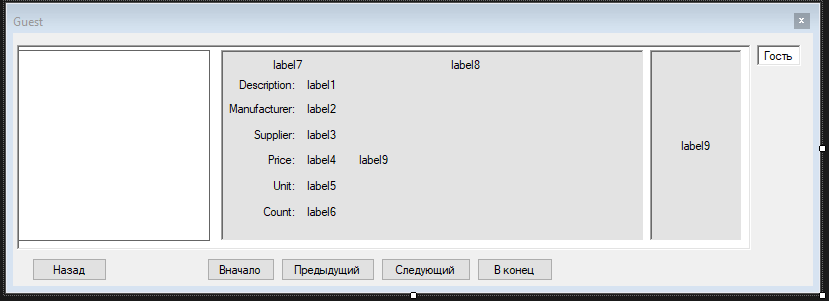 Guest
x
Гость
label7 label8
Description: label1
Manufacturer: label2
Supplier: label3
Price: label4 label9
label9
Unit: label5
Count: label6
Назад Вначало Предыдущий Следующий В конец